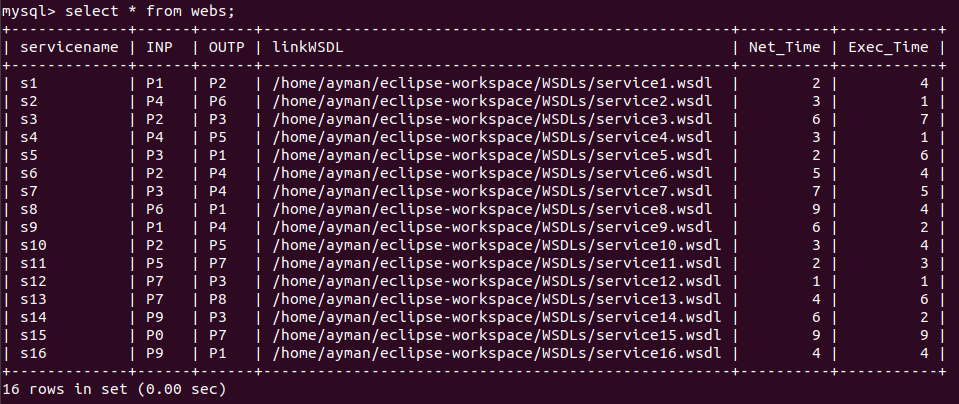 mysql> select * from webs;
+-------------+------+------+---------------------------------------------------+----------+-----------+
| servicename | INP  | OUTP | linkWSDL                                          | Net_Time | Exec_Time |
+-------------+------+------+---------------------------------------------------+----------+-----------+
| s1          | P1   | P2   | /home/ayman/eclipse-workspace/WSDLs/service1.wsdl  |        2 |         4 |
| s2          | P4   | P6   | /home/ayman/eclipse-workspace/WSDLs/service2.wsdl  |        3 |         1 |
| s3          | P2   | P3   | /home/ayman/eclipse-workspace/WSDLs/service3.wsdl  |        6 |         7 |
| s4          | P4   | P5   | /home/ayman/eclipse-workspace/WSDLs/service4.wsdl  |        3 |         1 |
| s5          | P3   | P1   | /home/ayman/eclipse-workspace/WSDLs/service5.wsdl  |        2 |         6 |
| s6          | P2   | P4   | /home/ayman/eclipse-workspace/WSDLs/service6.wsdl  |        5 |         4 |
| s7          | P3   | P4   | /home/ayman/eclipse-workspace/WSDLs/service7.wsdl  |        7 |         5 |
| s8          | P6   | P1   | /home/ayman/eclipse-workspace/WSDLs/service8.wsdl  |        9 |         4 |
| s9          | P1   | P4   | /home/ayman/eclipse-workspace/WSDLs/service9.wsdl  |        6 |         2 |
| s10         | P2   | P5   | /home/ayman/eclipse-workspace/WSDLs/service10.wsdl |        3 |         4 |
| s11         | P5   | P7   | /home/ayman/eclipse-workspace/WSDLs/service11.wsdl |        2 |         3 |
| s12         | P7   | P3   | /home/ayman/eclipse-workspace/WSDLs/service12.wsdl |        1 |         1 |
| s13         | P7   | P8   | /home/ayman/eclipse-workspace/WSDLs/service13.wsdl |        4 |         6 |
| s14         | P9   | P3   | /home/ayman/eclipse-workspace/WSDLs/service14.wsdl |        6 |         2 |
| s15         | P0   | P7   | /home/ayman/eclipse-workspace/WSDLs/service15.wsdl |        9 |         9 |
| s16         | P9   | P1   | /home/ayman/eclipse-workspace/WSDLs/service16.wsdl |        4 |         4 |
+-------------+------+------+---------------------------------------------------+----------+-----------+
16 rows in set (0.00 sec)